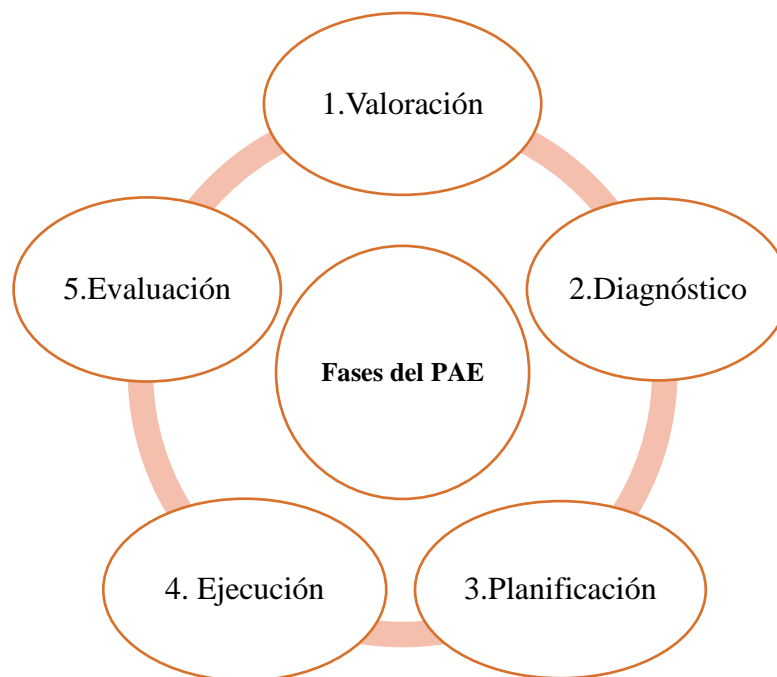 1.Valoración
2.Diagnóstico
3.Planificación
4. Ejecución
5.Evaluación
Fases del PAE